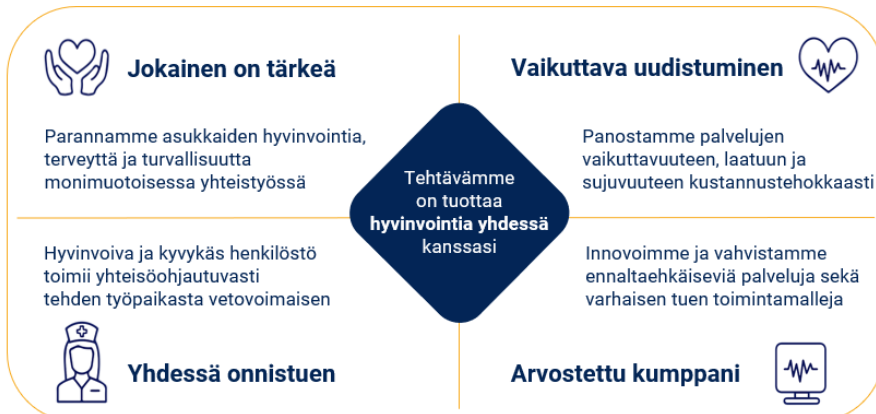 Jokainen on tärkeä
Parannamme asukkaiden hyvinvointia,
terveyttä ja turvallisuutta
monimuotoisessa yhteistyössä
Vaikuttava uudistuminen
Panostamme palvelujen
vaikuttavuuteen, laatuun ja
sujuvuuteen kustannustehokkaasti
Tehtävämme
on tuottaa
hyvinvointia yhdessä
kanssasi
Hyvinvoiva ja kyvykäs henkilöstö
toimii yhteisöohjautuvasti
tehden työpaikasta vetovoimaisen
Yhdessä onnistuen
Innovoimme ja vahvistamme
ennaltaehkäiseviä palveluja sekä
varhaisen tuen toimintamalleja
Arvostettu kumppani